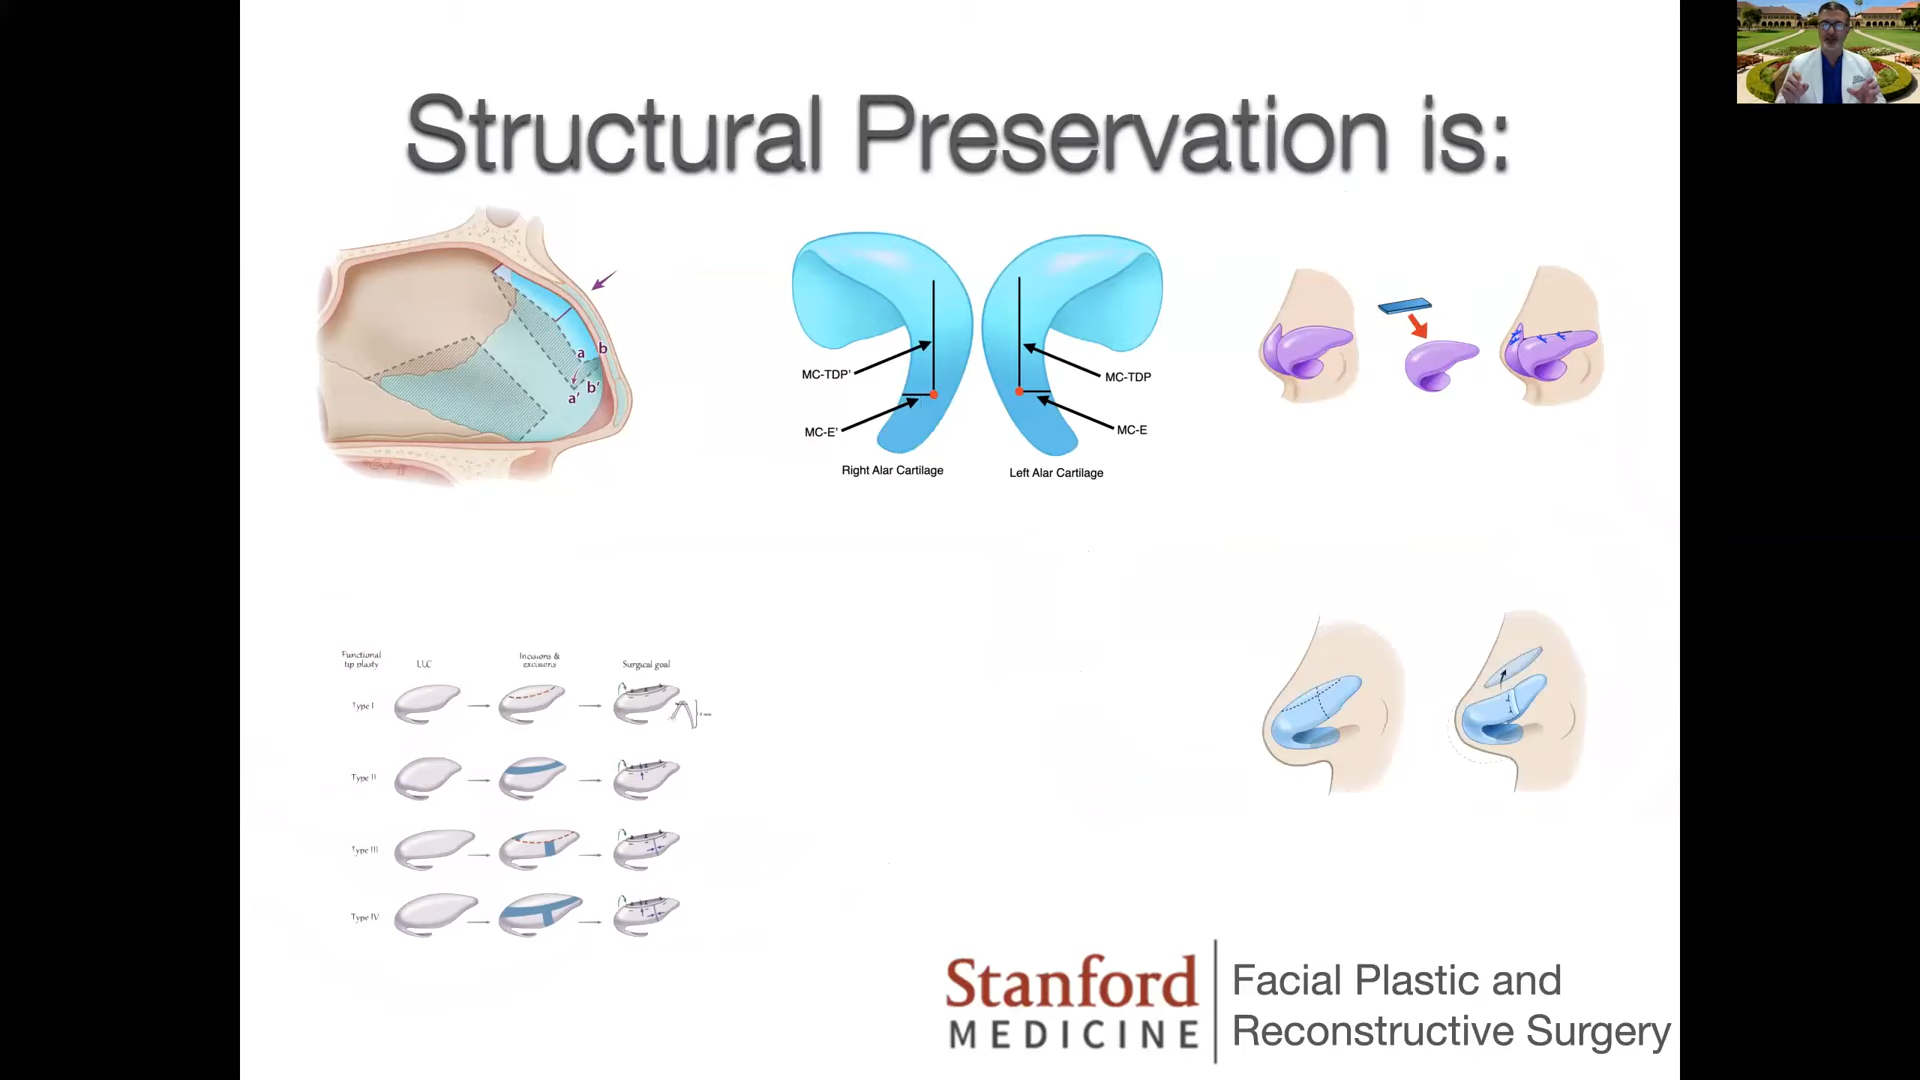 Structural Preservation is:
a
b
a'
b'
MC-TDP'
MC-TDP
MC-E'
MC-E
Right Alar Cartilage
Left Alar Cartilage
Functional
tip plasty
LLC
Incisions &
excisions
Surgical goal
Type I
Type II
Type III
Type IV
Stanford
MEDICINE
Facial Plastic and
Reconstructive Surgery